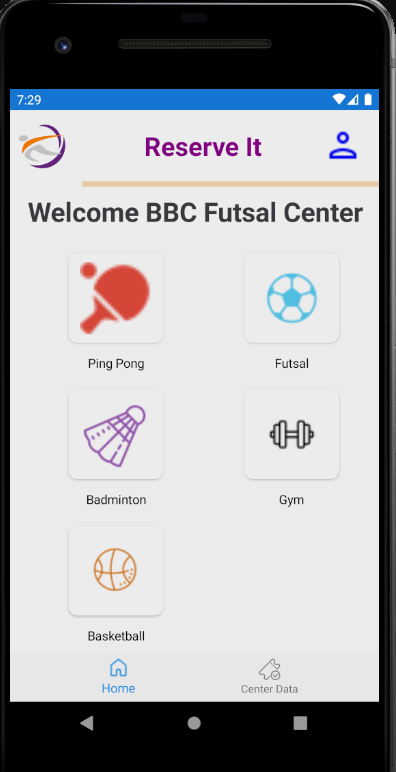 7:29
Reserve It
Welcome BBC Futsal Center
Ping Pong
Futsal
Badminton
Gym
Basketball
Home
Center Data